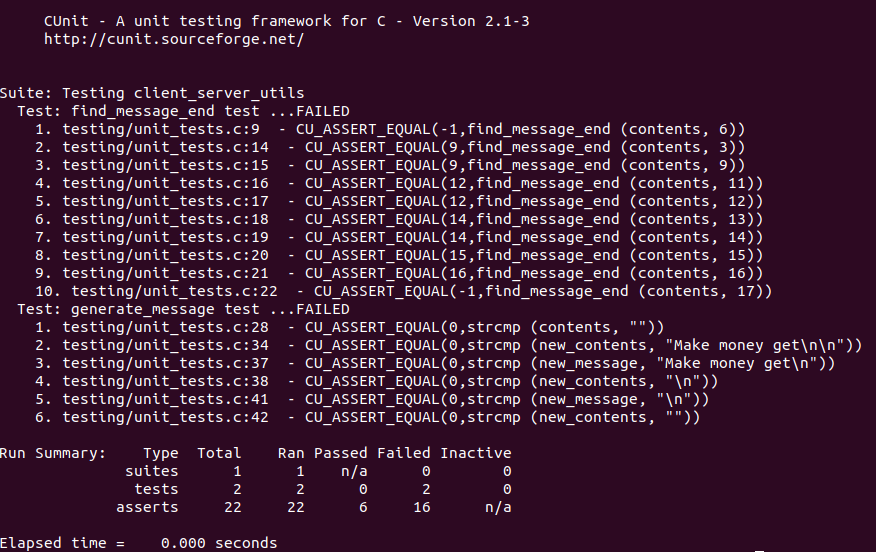 CUnit - A unit testing framework for C - Version 2.1-3
http://cunit.sourceforge.net/
Suite: Testing client_server_utils
Test: find_message_end test ...FAILED
1. testing/unit_tests.c:9  - CU_ASSERT_EQUAL(-1,find_message_end (contents, 6))
2. testing/unit_tests.c:14  - CU_ASSERT_EQUAL(9,find_message_end (contents, 3))
3. testing/unit_tests.c:15  - CU_ASSERT_EQUAL(9,find_message_end (contents, 9))
4. testing/unit_tests.c:16  - CU_ASSERT_EQUAL(12,find_message_end (contents, 11))
5. testing/unit_tests.c:17  - CU_ASSERT_EQUAL(12,find_message_end (contents, 12))
6. testing/unit_tests.c:18  - CU_ASSERT_EQUAL(14,find_message_end (contents, 13))
7. testing/unit_tests.c:19  - CU_ASSERT_EQUAL(14,find_message_end (contents, 14))
8. testing/unit_tests.c:20  - CU_ASSERT_EQUAL(15,find_message_end (contents, 15))
9. testing/unit_tests.c:21  - CU_ASSERT_EQUAL(16,find_message_end (contents, 16))
10. testing/unit_tests.c:22  - CU_ASSERT_EQUAL(-1,find_message_end (contents, 17))
Test: generate_message test ...FAILED
1. testing/unit_tests.c:28  - CU_ASSERT_EQUAL(0,strcmp (contents, ""))
2. testing/unit_tests.c:34  - CU_ASSERT_EQUAL(0,strcmp (new_contents, "Make money get\n\n"))
3. testing/unit_tests.c:37  - CU_ASSERT_EQUAL(0,strcmp (new_message, "Make money get\n"))
4. testing/unit_tests.c:38  - CU_ASSERT_EQUAL(0,strcmp (new_contents, "\n"))
5. testing/unit_tests.c:41  - CU_ASSERT_EQUAL(0,strcmp (new_message, "\n"))
6. testing/unit_tests.c:42  - CU_ASSERT_EQUAL(0,strcmp (new_contents, ""))
Run Summary:    Type  Total    Ran Passed Failed Inactive
suites      1      1    n/a      0        0
tests      2      2      0      2        0
asserts     22     22      6     16      n/a
Elapsed time =    0.000 seconds